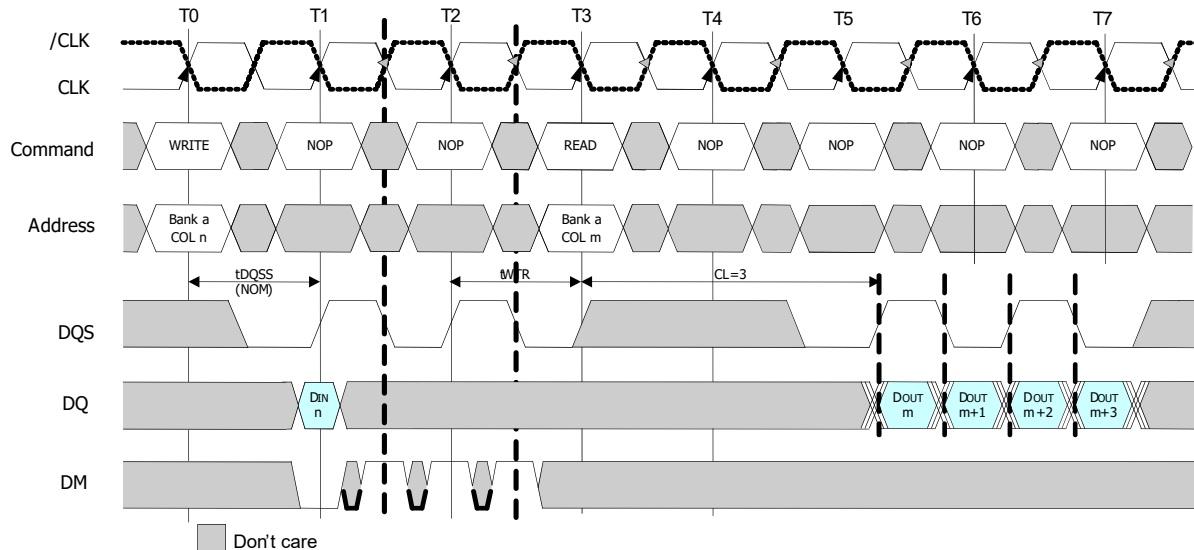 T0 T1 T2 T3 T4 T5 T6 T7
/CLK
CLK
Command WRITE NOP NOP READ NOP NOP NOP NOP
Address Bank a COL n Bank a COL m
tDQSS
(NOM)
tWTR
CL=3
DQS
DQ
DIN
n
DOUT
m
DOUT
m+1
DOUT
m+2
DOUT
m+3
DM
Don't care